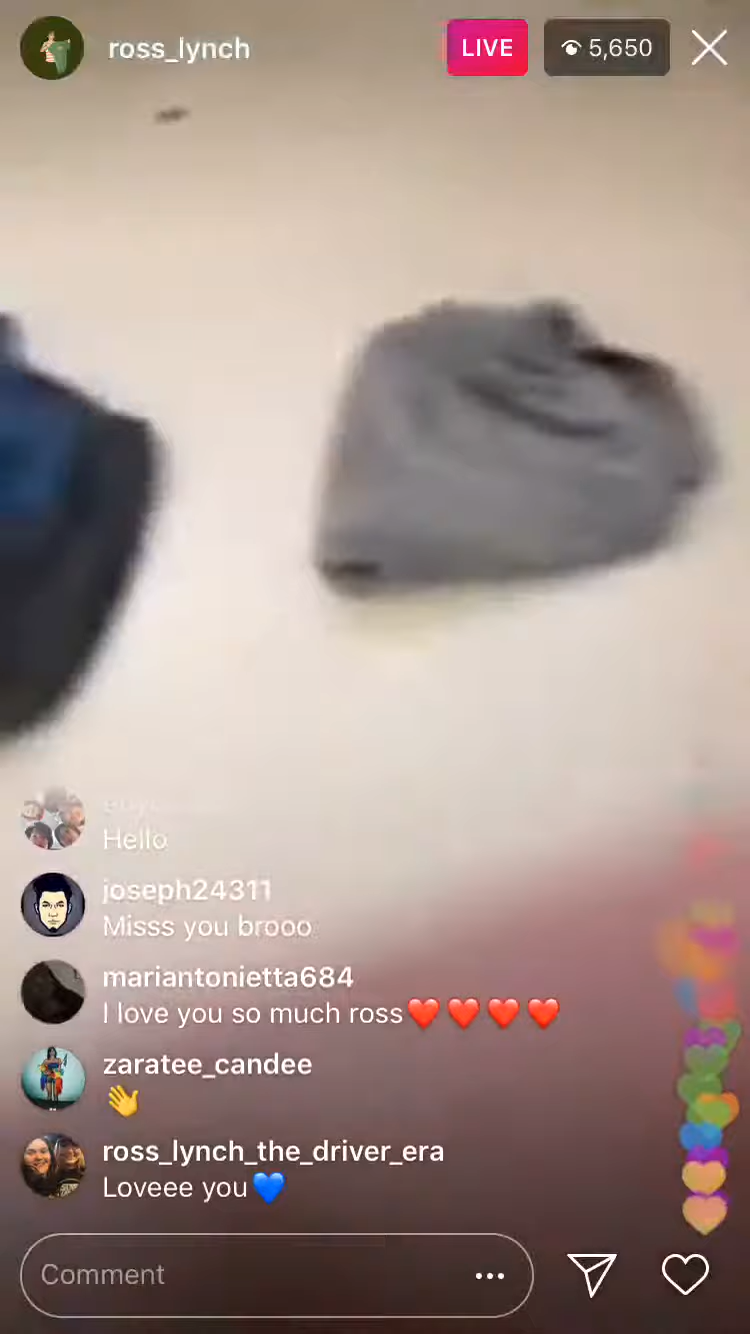 ross_lynch
LIVE
5,650
Hello
joseph24311
Misss you brooo
mariantonietta684
I love you so much ross❤️❤️❤️❤️
zaratee_candee
👋
ross_lynch_the_driver_era
Loveee you💙
Comment